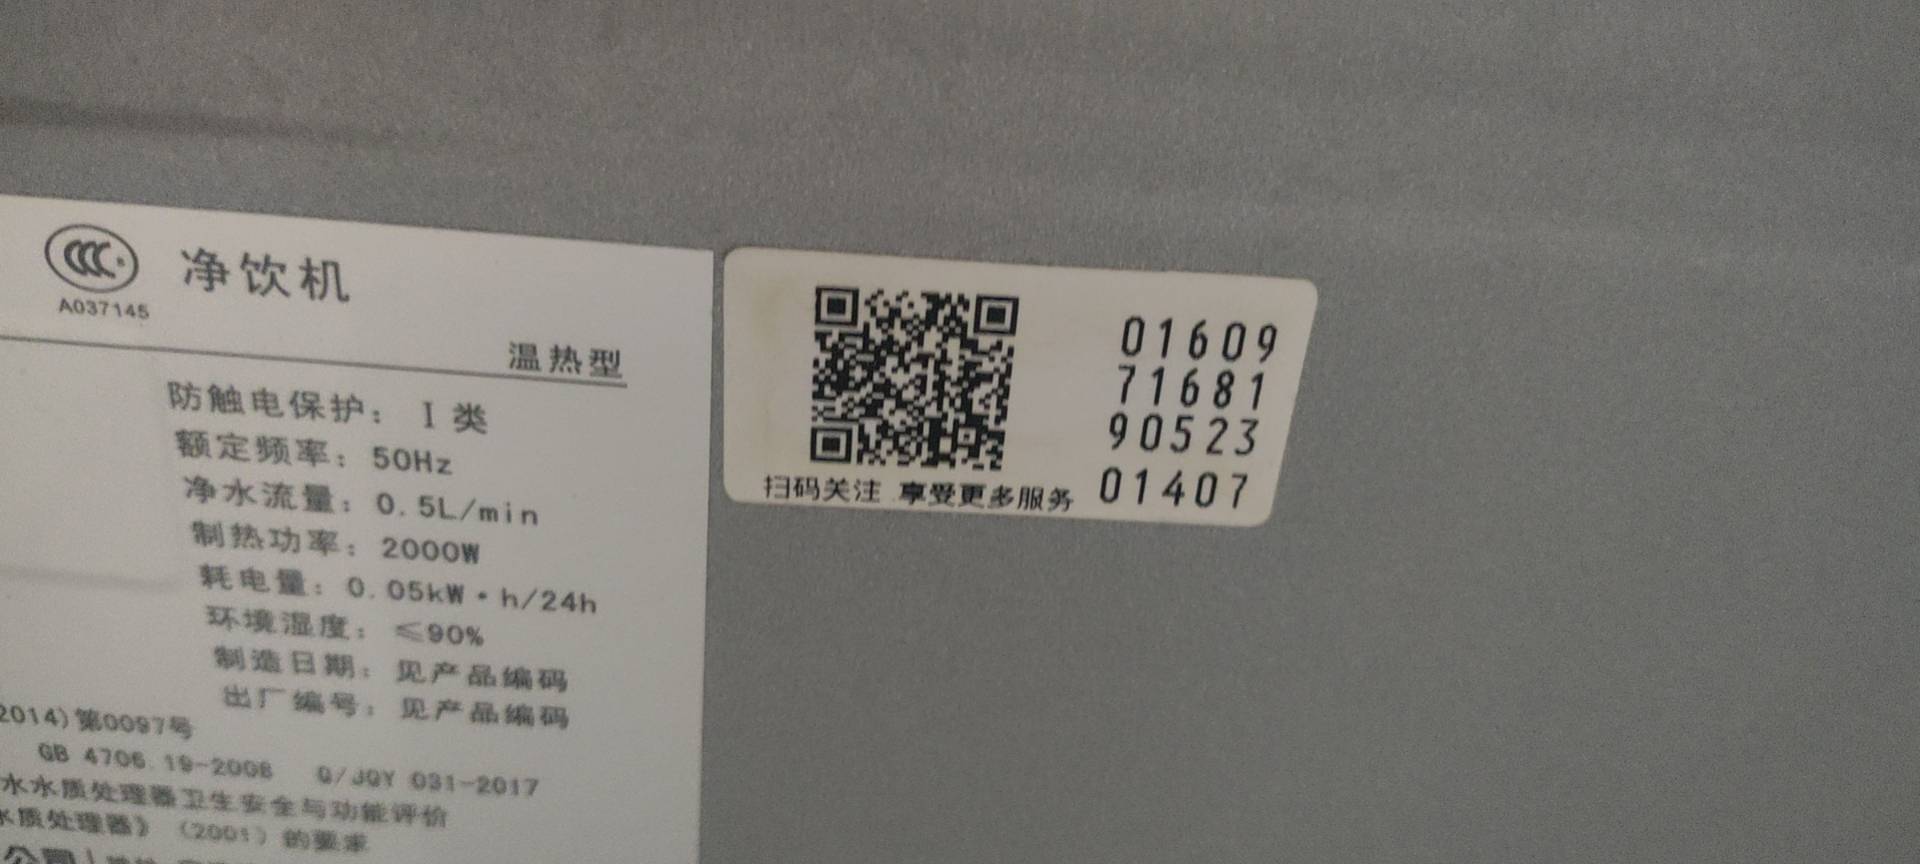 CCC
A037145
净饮机
温热型
防触电保护：I 类
额定频率：50Hz
净水流量：0.5L/min
制热功率：2000W
耗电量：0.05kW·h/24h
环境湿度：≤90%
制造日期：见产品编码
出厂编号：见产品编码
2014)第0097号
GB 4706.19-2008 Q/JQY 031-2017
水水质处理器卫生安全与功能评价
水质处理器》（2001）的要求
公司
01609
71681
90523
01407
扫码关注 享受更多服务